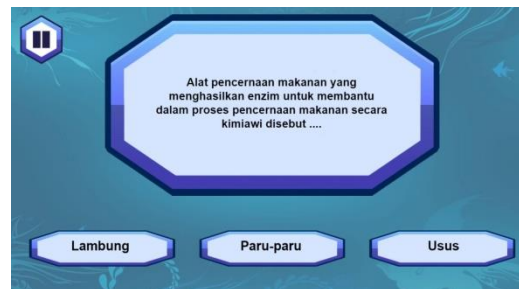 Alat pencernaan makanan yang
menghasilkan enzim untuk membantu
dalam proses pencernaan makanan secara
kimiawi disebut ....
Lambung
Paru-paru
Usus